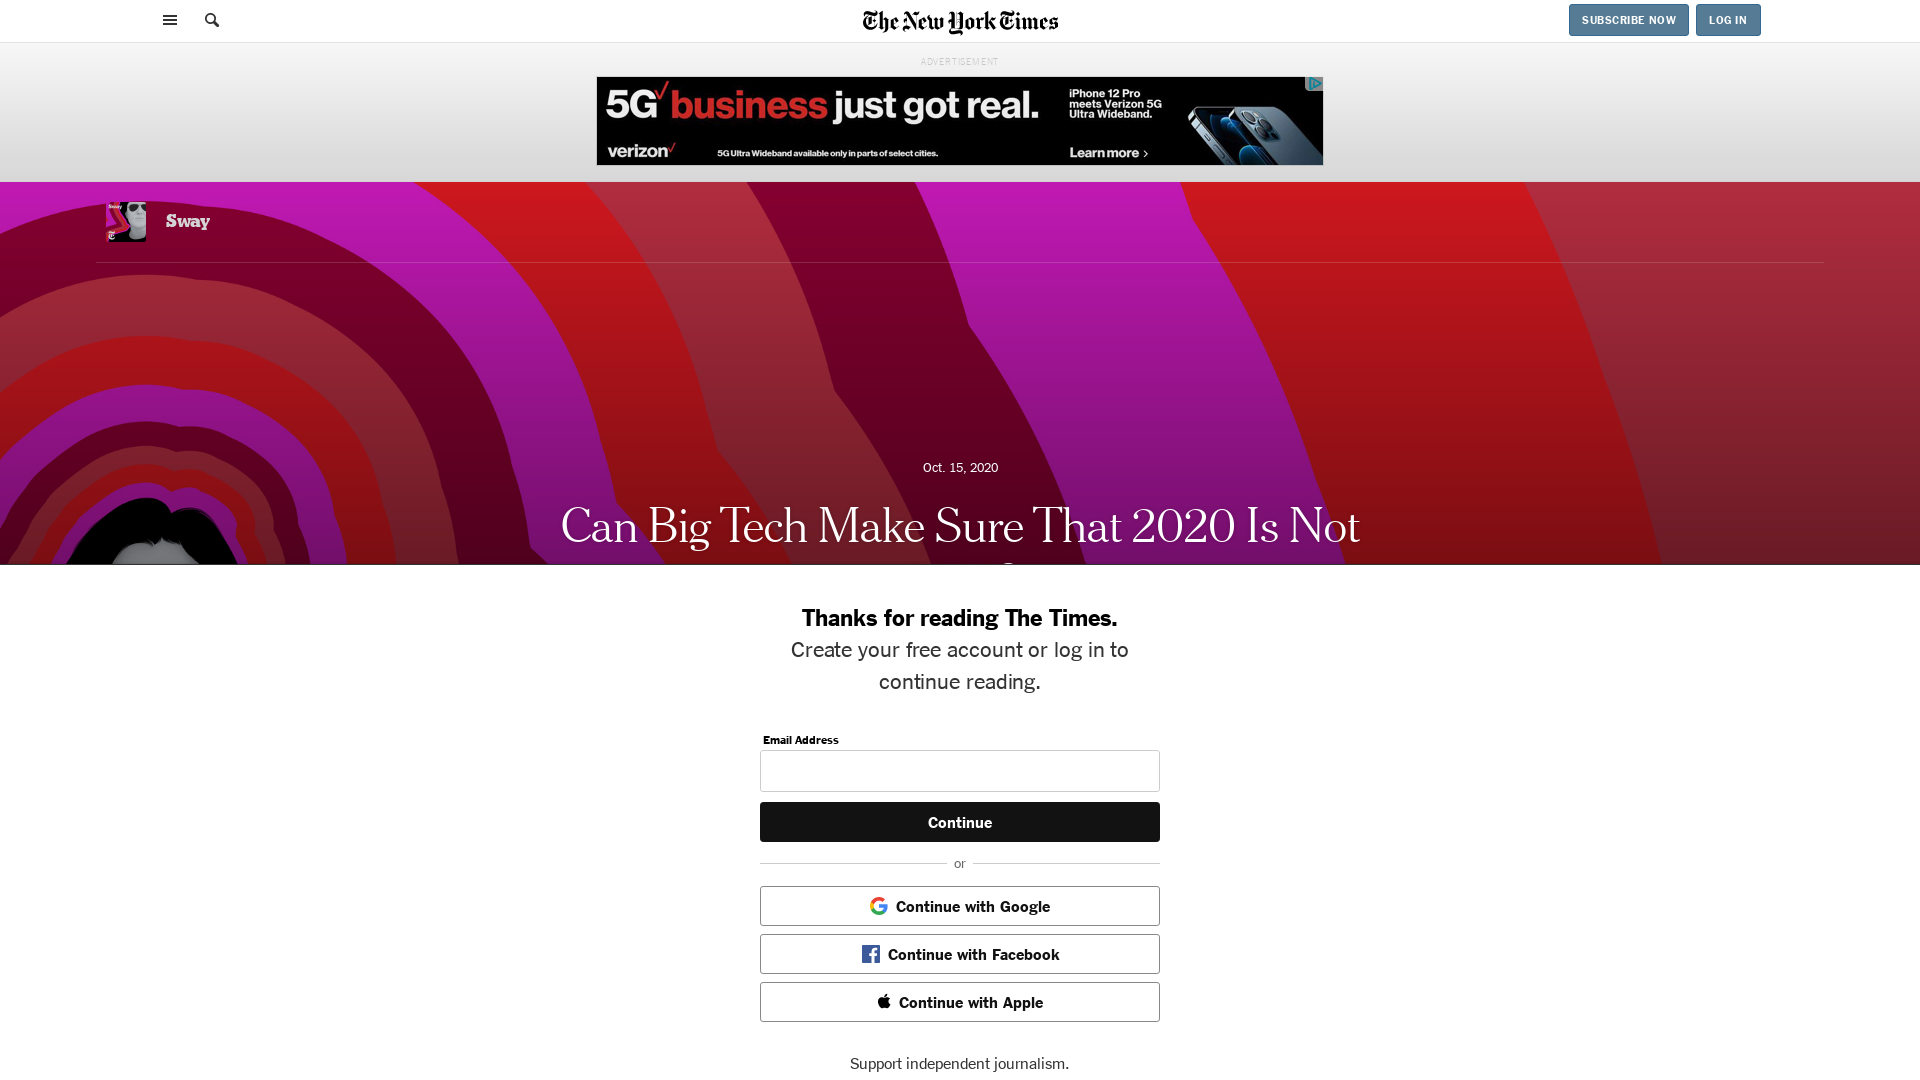 The New York Times
SUBSCRIBE NOW
LOG IN
ADVERTISEMENT
5G business just got real.
iPhone 12 Pro
meets Verizon 5G
Ultra Wideband.
verizon
5G Ultra Wideband available only in parts of select cities.
Learn more
Sway
Oct. 15, 2020
Can Big Tech Make Sure That 2020 Is Not
Thanks for reading The Times.
Create your free account or log in to
continue reading.
Email Address
Continue
or
Continue with Google
Continue with Facebook
Continue with Apple
Support independent journalism.